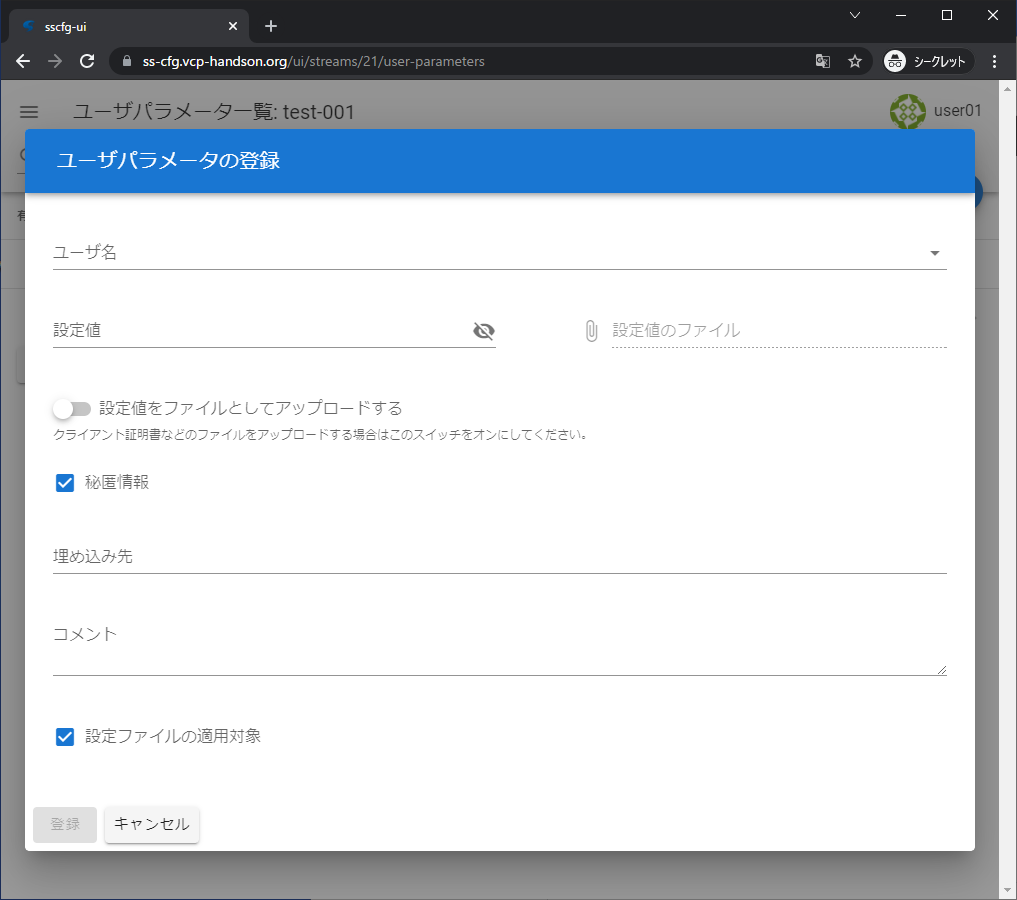 sscfg-ui
ss-cfg.vcp-handson.org/ui/streams/21/user-parameters
シークレット
ユーザパラメータ一覧: test-001
user01
ユーザパラメータの登録
ユーザ名
設定値
設定値のファイル
設定値をファイルとしてアップロードする
クライアント証明書などのファイルをアップロードする場合はこのスイッチをオンにしてください。
秘匿情報
埋め込み先
コメント
設定ファイルの適用対象
登録
キャンセル